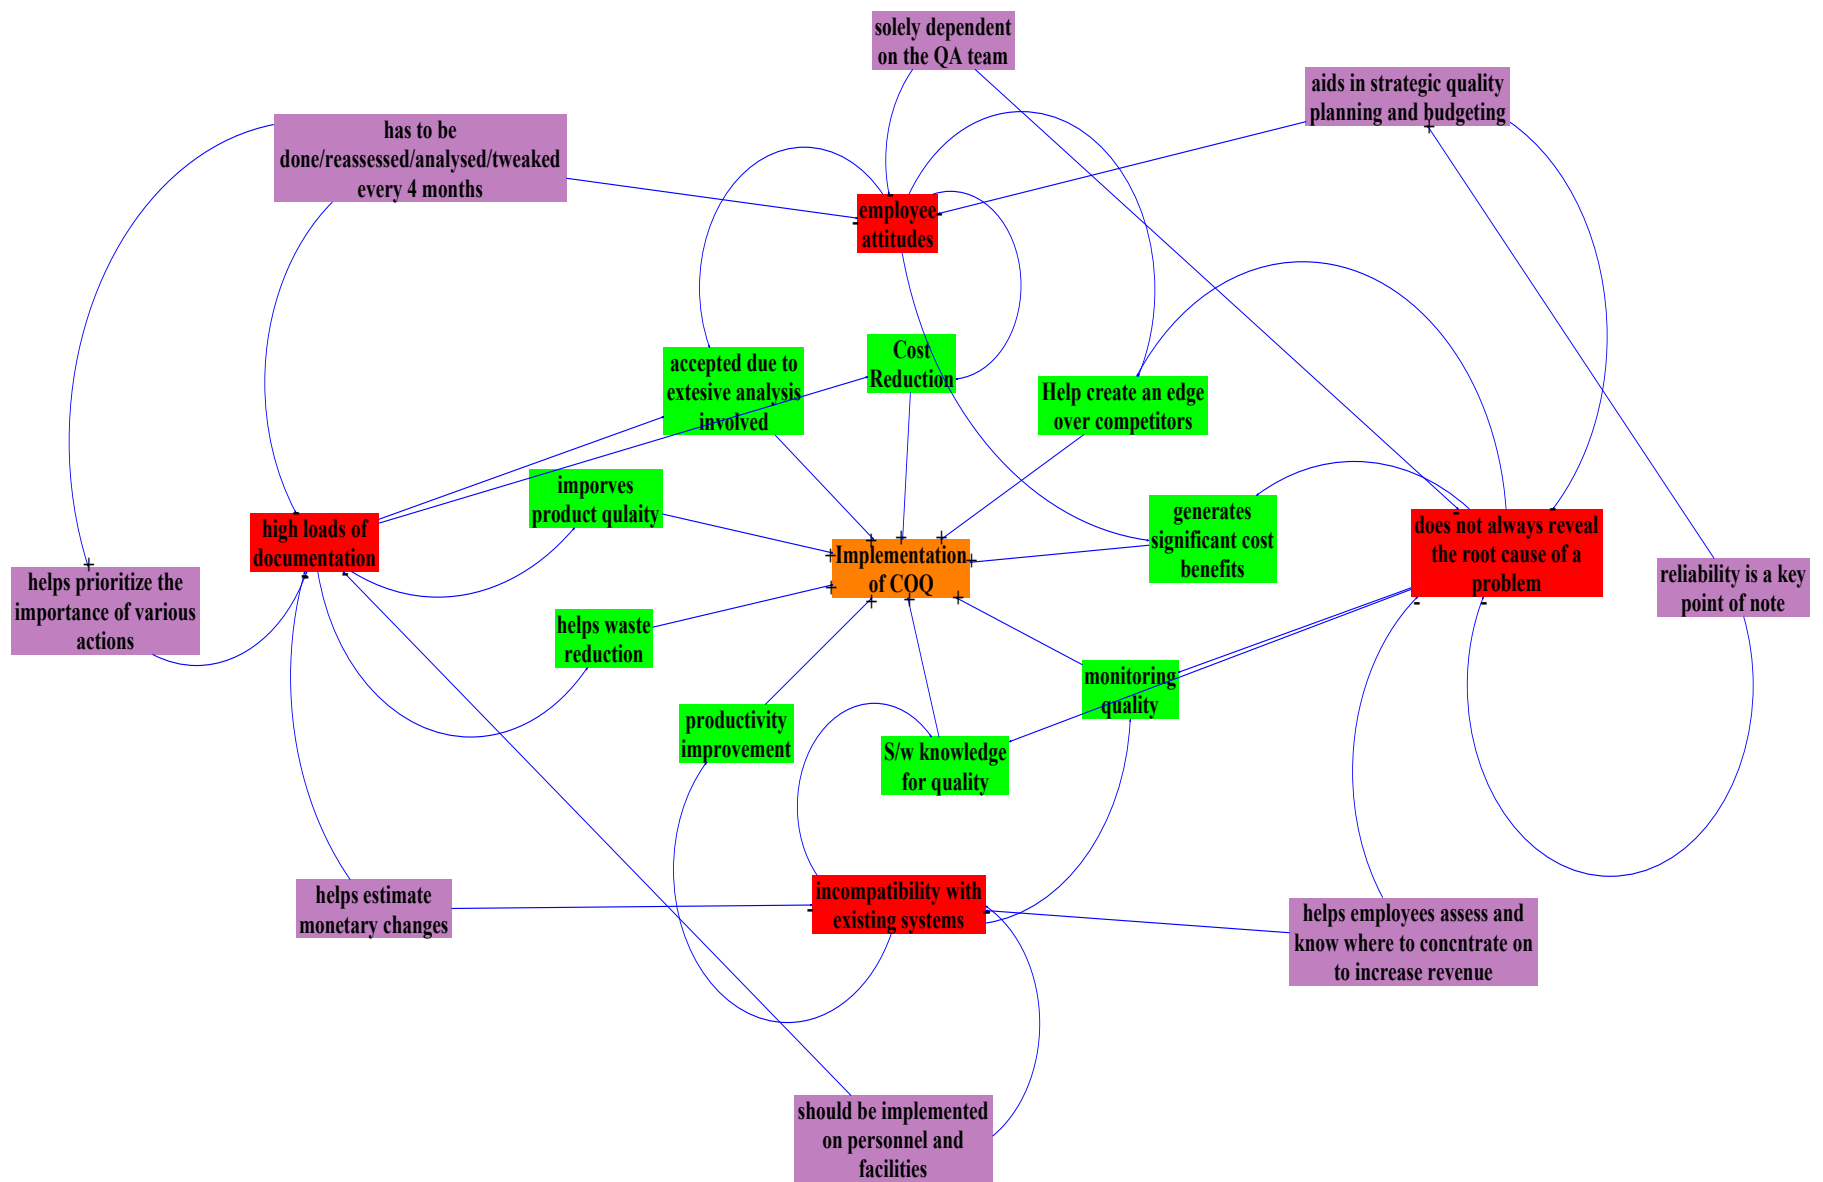 solely dependent
on the QA team
aids in strategic quality
planning and budgeting
has to be
done/reassessed/analysed/tweaked
every 4 months
employee
attitudes
Cost
Reduction
accepted due to
extesive analysis
involved
Help create an edge
over competitors
imporves
product qulaity
generates
significant cost
benefits
high loads of
documentation
does not always reveal
the root cause of a
problem
Implementation
of COQ
reliability is a key
point of note
helps prioritize the
importance of various
actions
helps waste
reduction
monitoring
quality
productivity
improvement
S/w knowledge
for quality
helps estimate
monetary changes
incompatibility with
existing systems
helps employees assess and
know where to concntrate on
to increase revenue
should be implemented
on personnel and
facilities